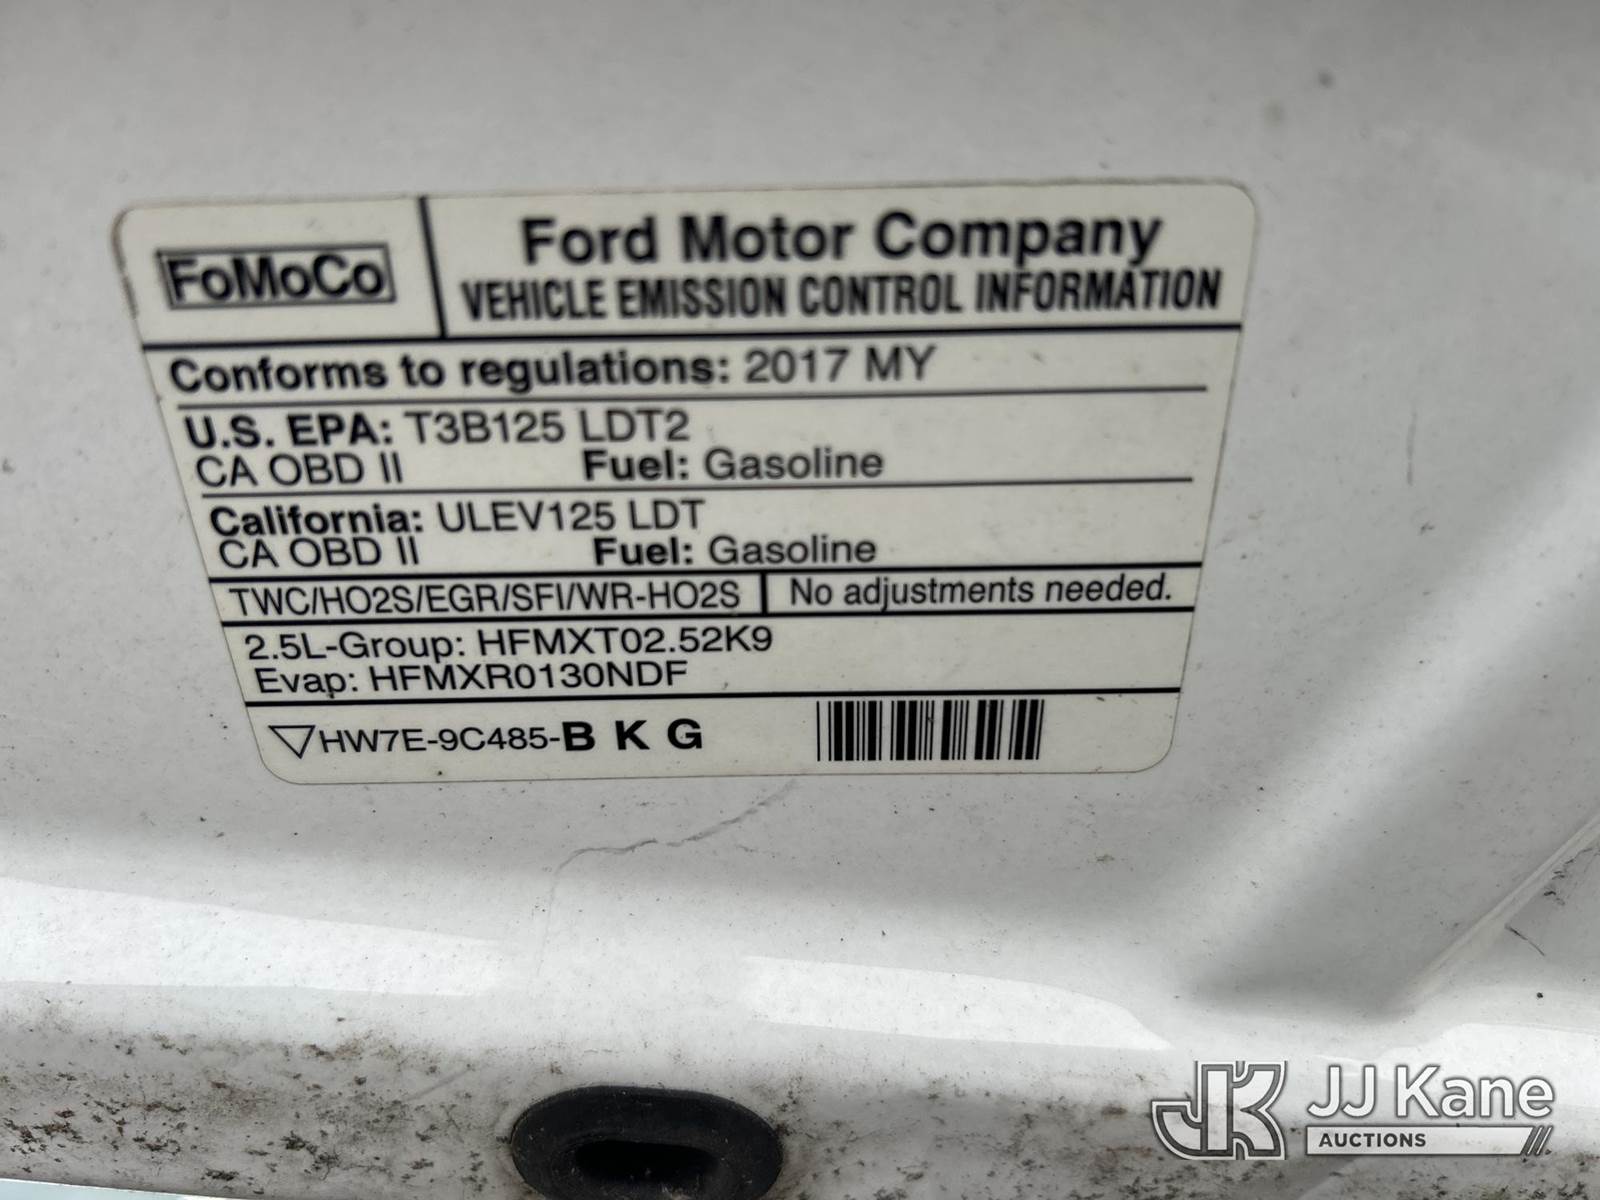 FoMoCo
Ford Motor Company
VEHICLE EMISSION CONTROL INFORMATION
Conforms to regulations: 2017 MY
U.S. EPA: T3B125 LDT2
CA OBD II Fuel: Gasoline
California: ULEV125 LDT
CA OBD II Fuel: Gasoline
TWC/HO2S/EGR/SFI/WR-HO2S No adjustments needed.
2.5L-Group: HFMXT02.52K9
Evap: HFMXR0130NDF
HW7E-9C485-B K G
JK JJ Kane
AUCTIONS